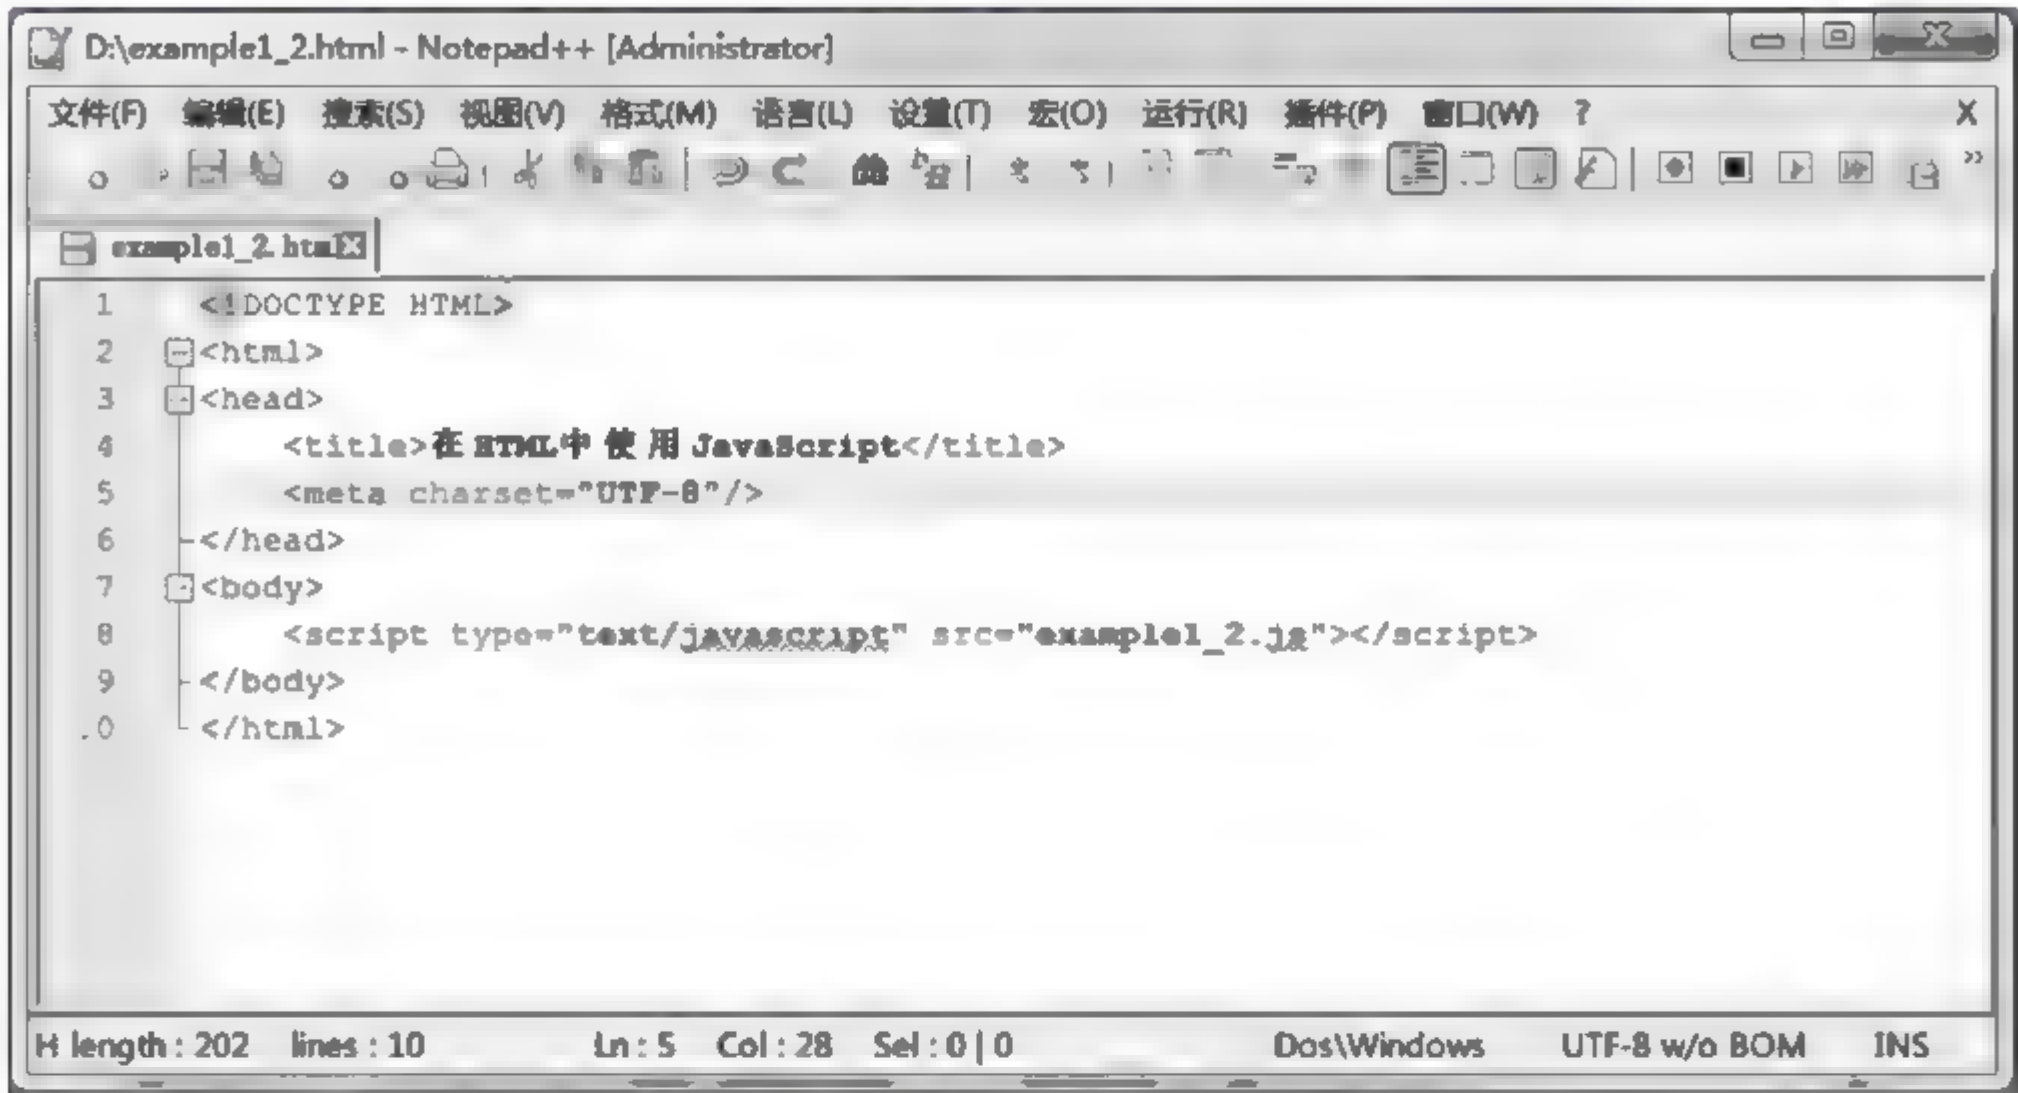 D:\example1_2.html - Notepad++ [Administrator]
文件(F) 编辑(E) 搜索(S) 视图(V) 格式(M) 语言(L) 设置(T) 宏(O) 运行(R) 插件(P) 窗口(W) ? X
example1_2.html
1 <!DOCTYPE HTML>
2 <html>
3 <head>
4 <title>在HTML中使用JavaScript</title>
5 <meta charset="UTF-8"/>
6 </head>
7 <body>
8 <script type="text/javascript" src="example1_2.js"></script>
9 </body>
.0 </html>
H length : 202 lines : 10 Ln : 5 Col : 28 Sel : 0 | 0 Dos\Windows UTF-8 w/o BOM INS